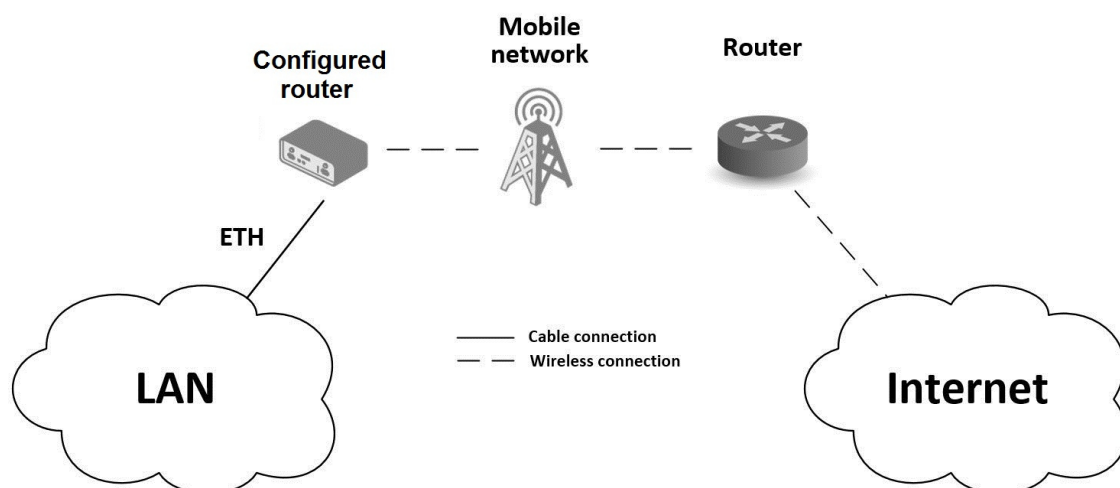 Configured
router
Mobile
network
Router
ETH
Cable connection
Wireless connection
LAN
Internet